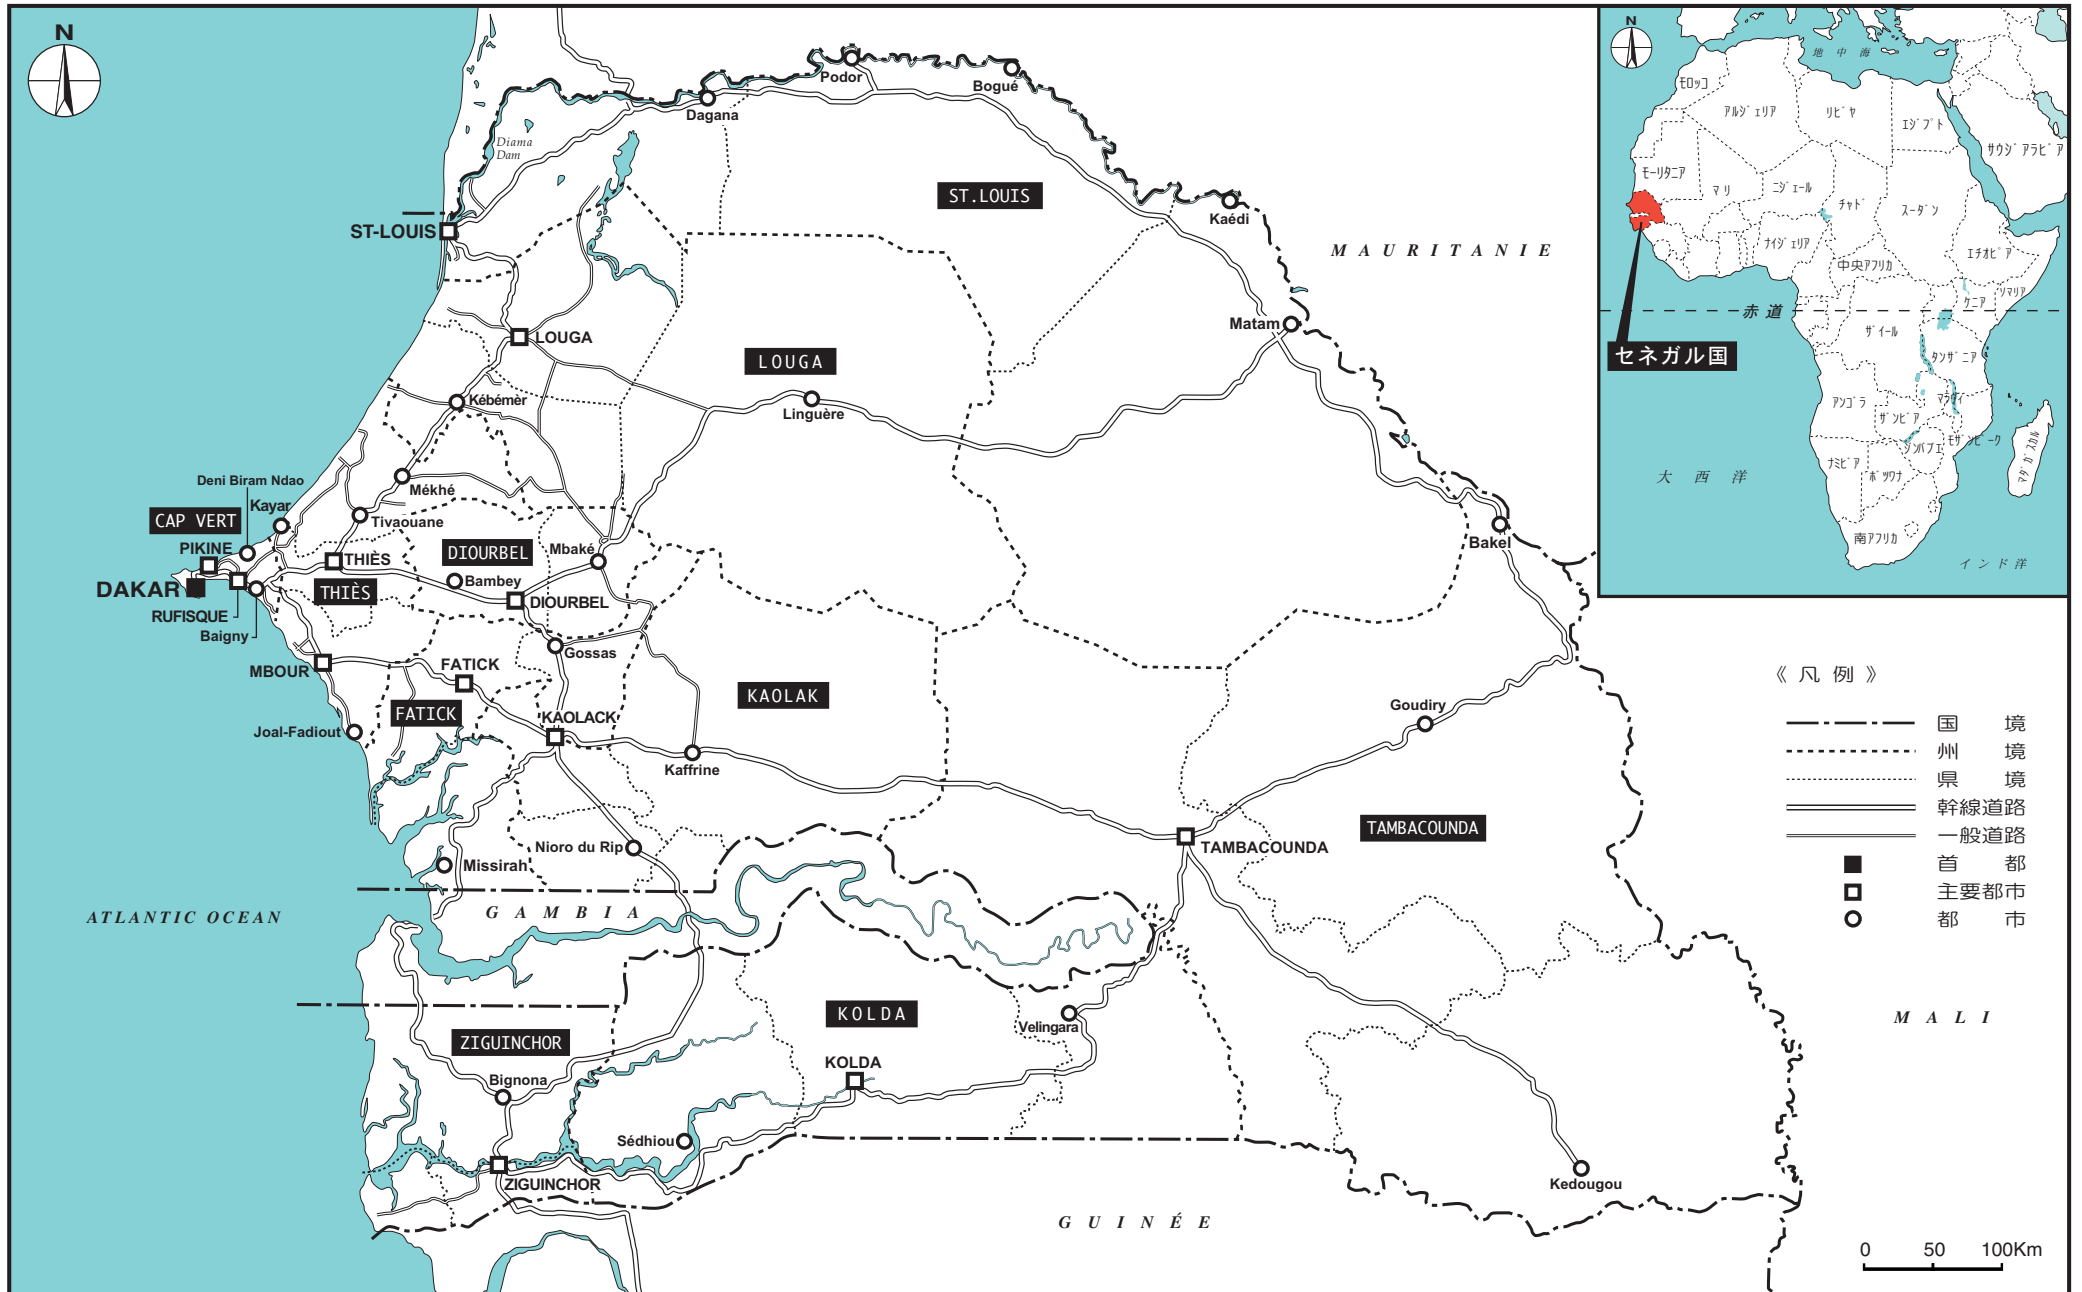 N
Podor
Bogué
Dagana
Diama
Dam
ST.LOUIS
Kaédi
ST-LOUIS
MAURITANIE
Matam
LOUGA
LOUGA
Linguère
Kébémèr
Deni Biram Ndao
Mékhé
Kayar
CAP VERT
Tivaouane
Bakel
PIKINE
DIOURBEL
Mbaké
THIÈS
DAKAR
THIÈS
Bambey
DIOURBEL
RUFISQUE
Baigny
Gossas
MBOUR
FATICK
KAOLAK
FATICK
KAOLACK
Goudiry
Joal-Fadiout
Kaffrine
TAMBACOUNDA
TAMBACOUNDA
Nioro du Rip
Missirah
ATLANTIC OCEAN
GAMBIA
KOLDA
Velingara
MALI
ZIGUINCHOR
KOLDA
Bignona
Sédhiou
ZIGUINCHOR
Kedougou
GUINÉE
N
地中海
モロッコ
アルジェリア
リビヤ
エジプト
サウジアラビア
モーリタニア
マリ
ニジェール
チャド
スーダン
ナイジェリア
エチオピア
中央アフリカ
ソマリア
ケニア
赤道
ザイール
セネガル国
タンザニア
アンゴラ
マラウイ
ザンビア
モザンビーク
ジンバブエ
ナミビア
ボツワナ
マダガスカル
大西洋
南アフリカ
インド洋
《凡例》
国境
州境
県境
幹線道路
一般道路
首都
主要都市
都市
0 50 100Km